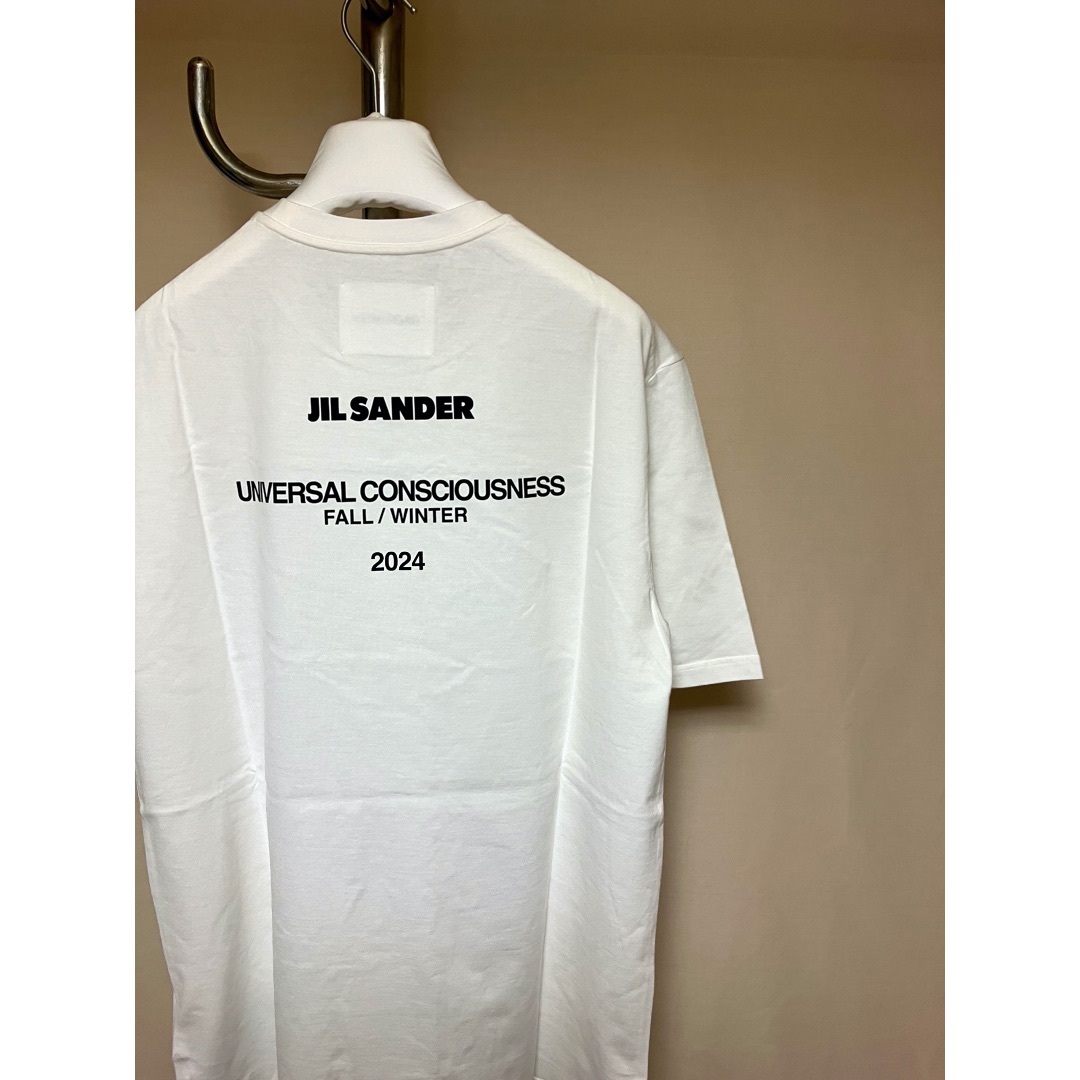 JIL SANDER
UNIVERSAL CONSCIOUSNESS
FALL / WINTER
2024